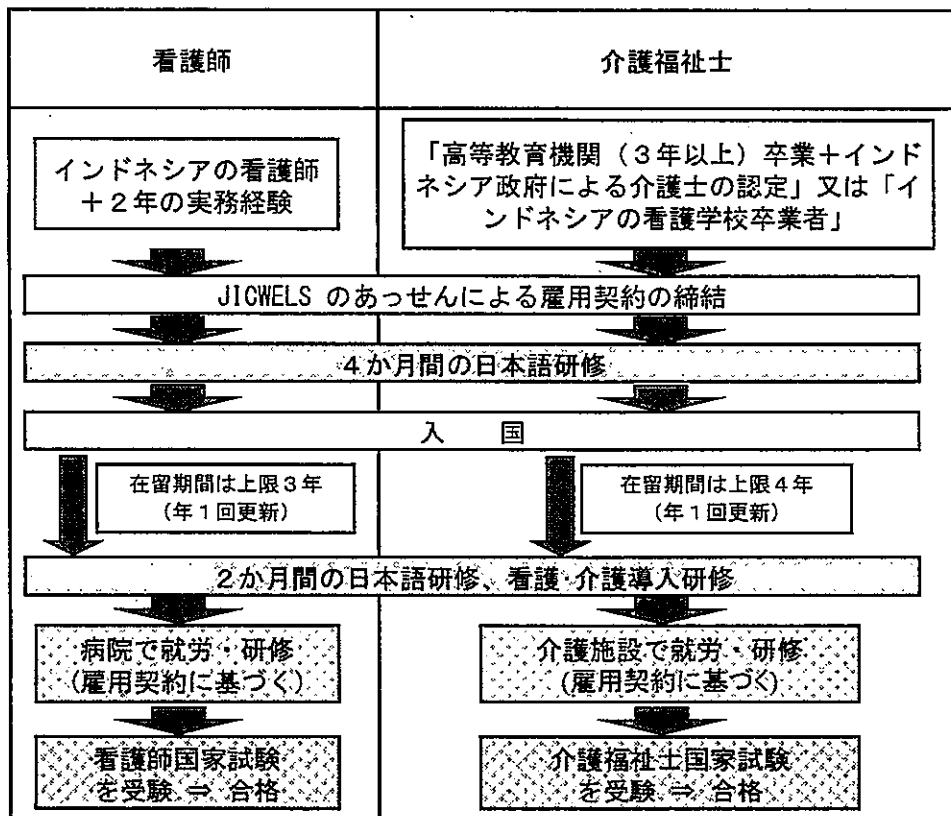 看護師
介護福祉士
インドネシアの看護師
+2年の実務経験
「高等教育機関(3年以上)卒業+インド
ネシア政府による介護士の認定」又は「イ
ンドネシアの看護学校卒業者」
JICWELS のあっせんによる雇用契約の締結
4か月間の日本語研修
入 国
在留期間は上限3年
(年1回更新)
在留期間は上限4年
(年1回更新)
2か月間の日本語研修、看護・介護導入研修
病院で就労・研修
(雇用契約に基づく)
介護施設で就労・研修
(雇用契約に基づく)
看護師国家試験
を受験 ⇒ 合格
介護福祉士国家試験
を受験 ⇒ 合格